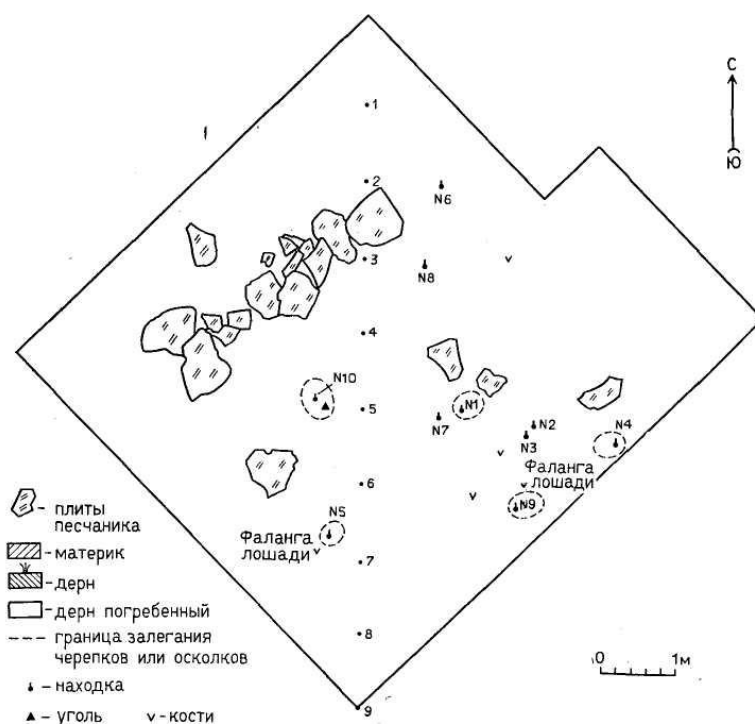 С
Ю
1
2
N6
3
N8
4
N10
5
N1
N7
N2
N3
N4
Фаланга
лошади
6
N9
N5
Фаланга
лошади
7
8
9
- плиты
песчаника
- материк
- дерн
- дерн погребенный
- граница залегания
черепков или осколков
- находка
- уголь v - кости
0 1м